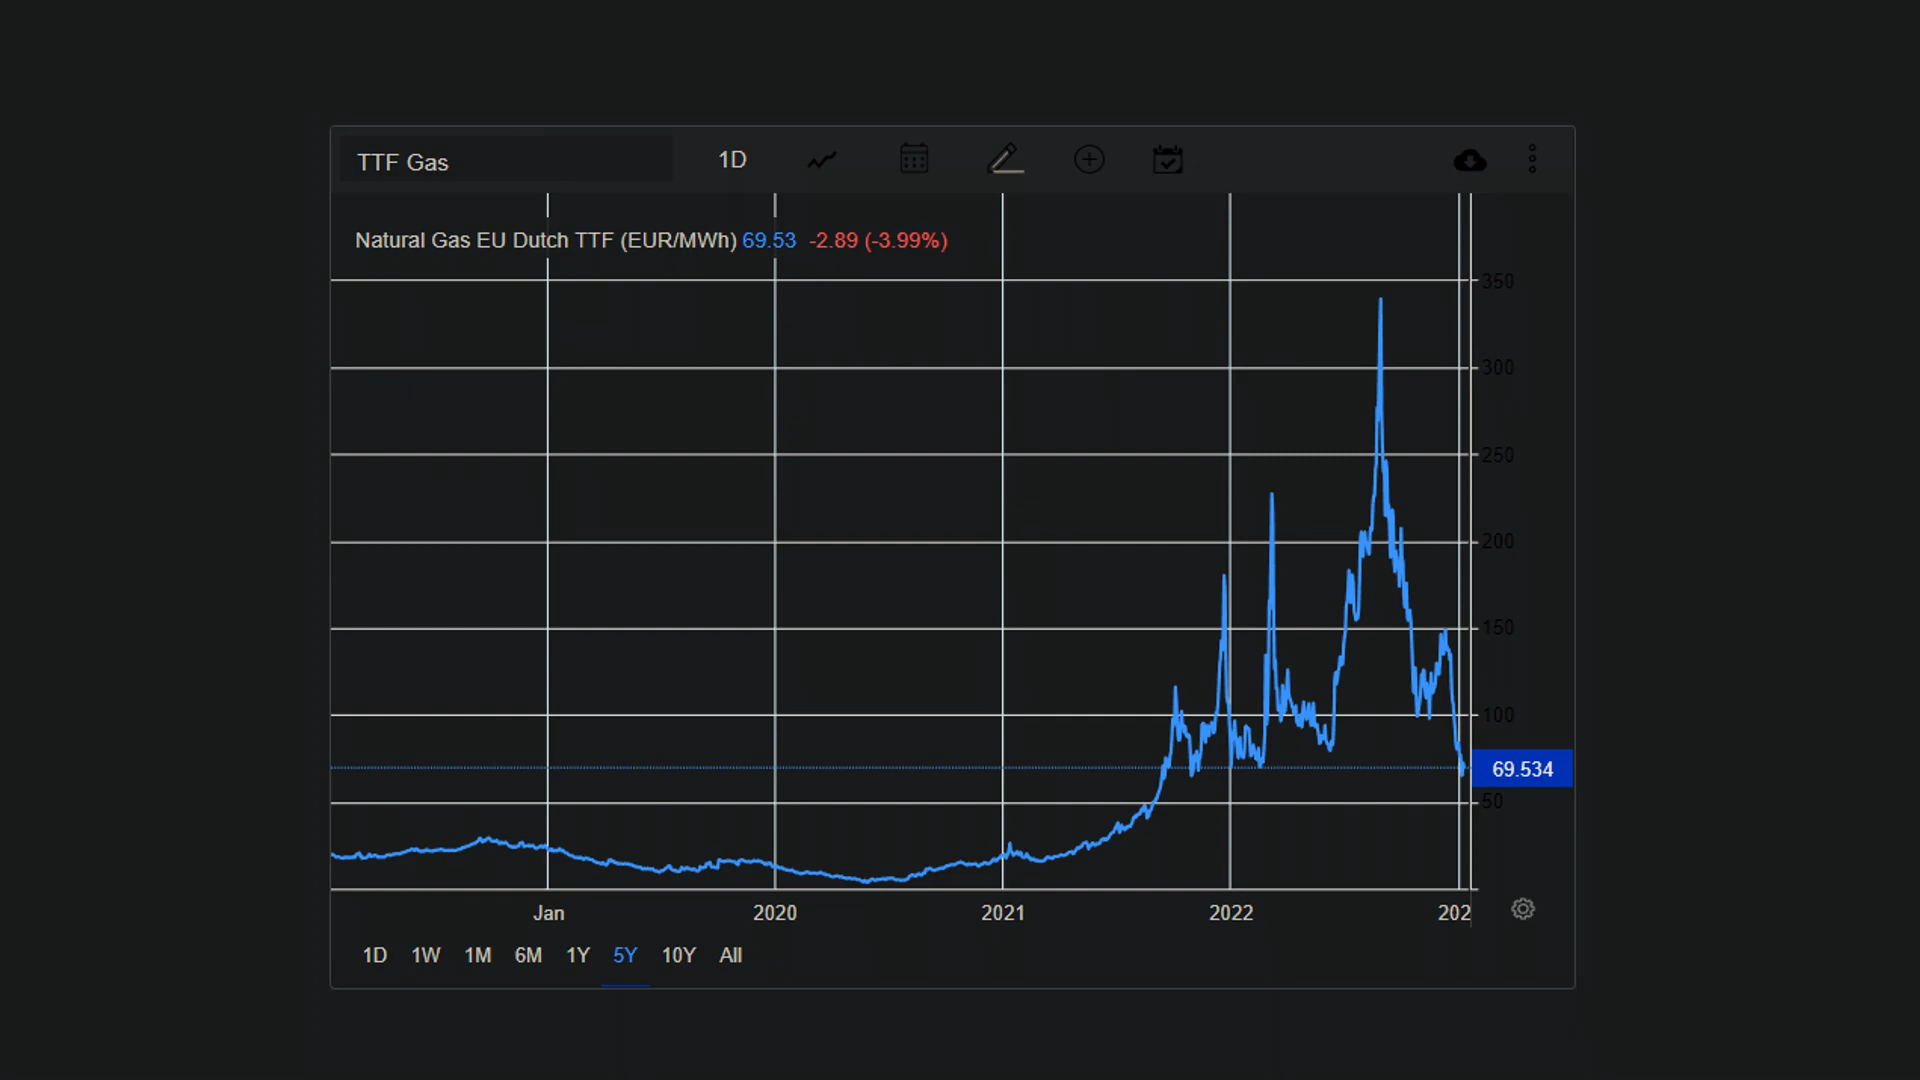 TTF Gas 1D
Natural Gas EU Dutch TTF (EUR/MWh) 69.53 -2.89 (-3.99%)
350
300
250
200
150
100
69.534
50
Jan 2020 2021 2022 202
1D 1W 1M 6M 1Y 5Y 10Y All